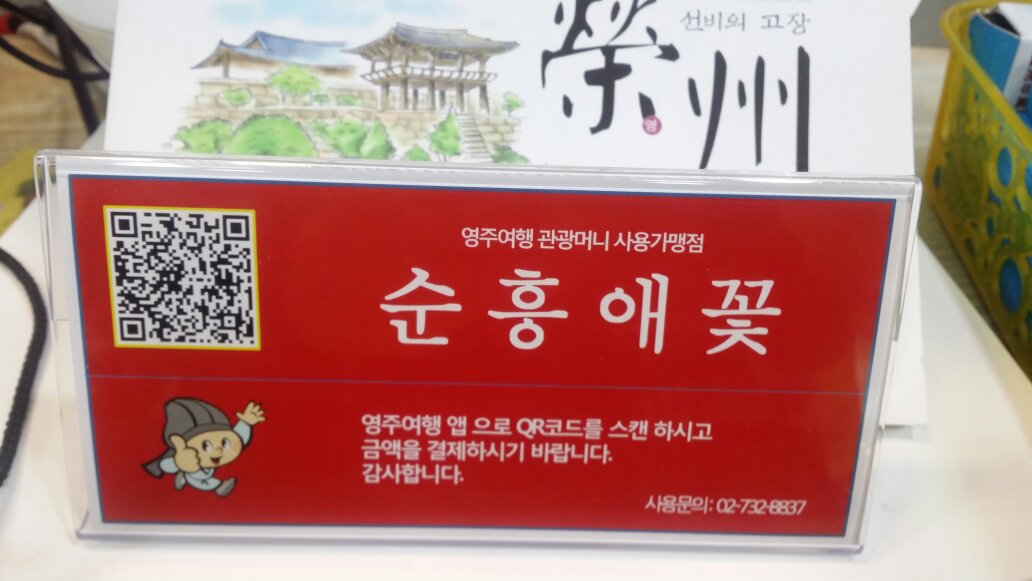 선비의 고장
榮州
영
영주여행 관광머니 사용가맹점
순흥애꽃
영주여행 앱 으로 QR코드를 스캔 하시고
금액을 결제하시기 바랍니다.
감사합니다.
사용문의 : 02-732-8837